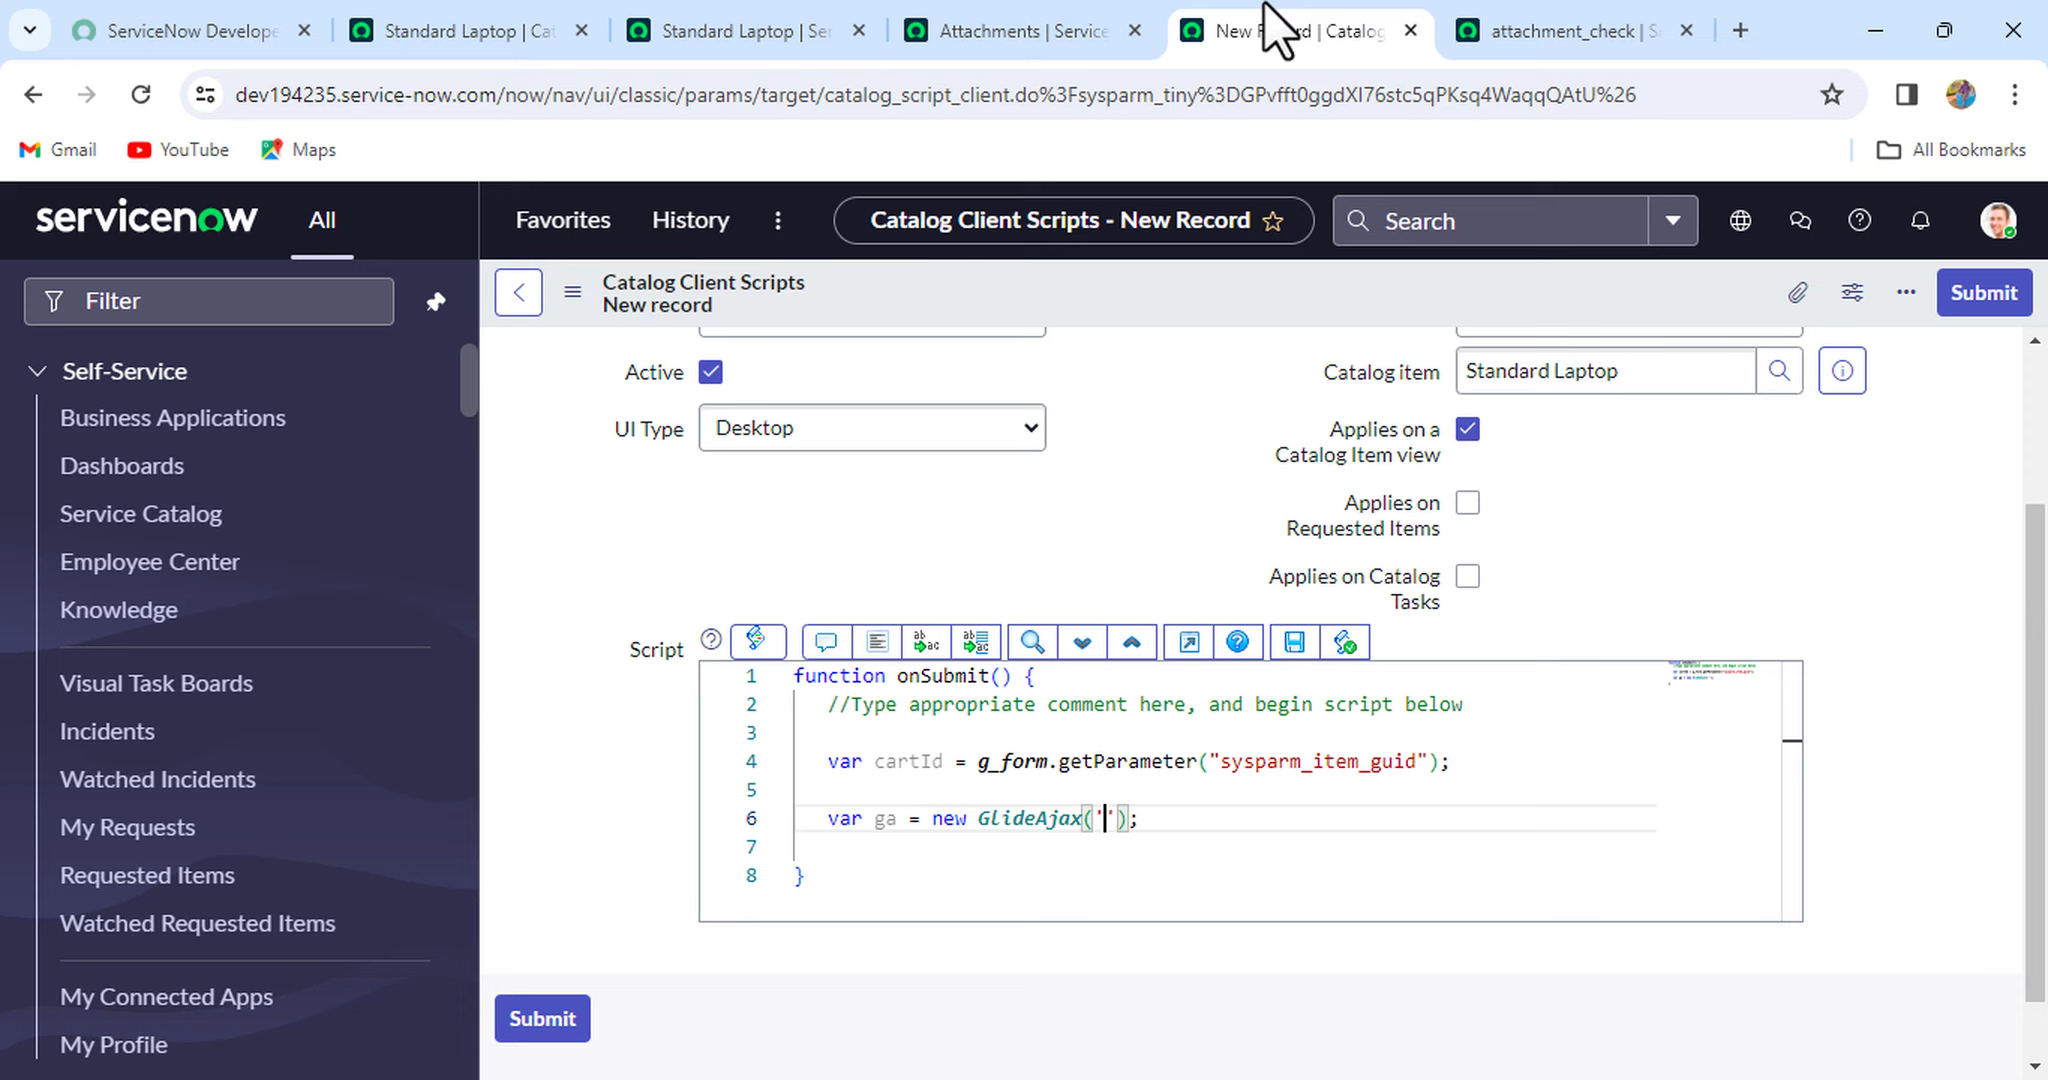 ServiceNow Develope
Standard Laptop | Cat
Standard Laptop | Ser
Attachments | Service
New | Catalog
attachment_check | S
dev194235.service-now.com/now/nav/ui/classic/params/target/catalog_script_client.do%3Fsysparm_tiny%3DGPvfft0ggdXI76stc5qPKsq4WaqqQAtU%26
Gmail
YouTube
Maps
All Bookmarks
servicenow
All
Favorites
History
Catalog Client Scripts - New Record
Search
Filter
Catalog Client Scripts
New record
Submit
Self-Service
Business Applications
Dashboards
Service Catalog
Employee Center
Knowledge
Visual Task Boards
Incidents
Watched Incidents
My Requests
Requested Items
Watched Requested Items
My Connected Apps
My Profile
Active
UI Type
Desktop
Catalog item
Standard Laptop
Applies on a
Catalog Item view
Applies on
Requested Items
Applies on Catalog
Tasks
Script
1 function onSubmit() {
2 //Type appropriate comment here, and begin script below
3
4 var cartId = g_form.getParameter("sysparm_item_guid");
5
6 var ga = new GlideAjax('');
7
8 }
Submit